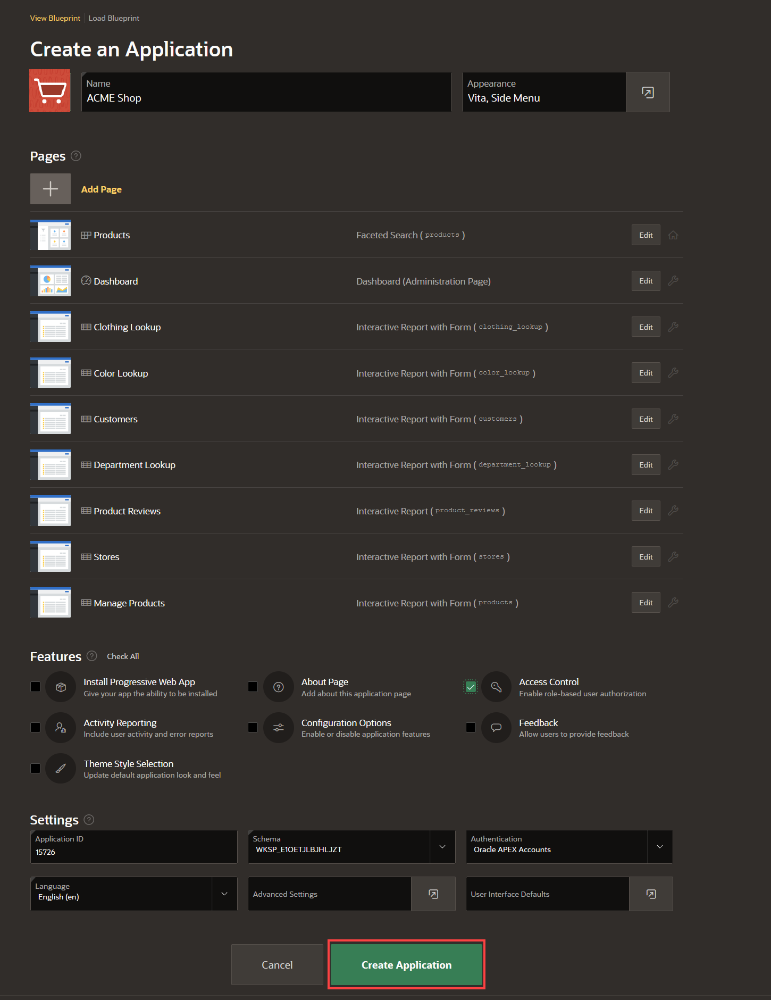 View Blueprint Load Blueprint
Create an Application
Name
ACME Shop
Appearance
Vita, Side Menu
Pages
Add Page
Products Faceted Search ( products ) Edit
Dashboard Dashboard (Administration Page) Edit
Clothing Lookup Interactive Report with Form ( clothing_lookup ) Edit
Color Lookup Interactive Report with Form ( color_lookup ) Edit
Customers Interactive Report with Form ( customers ) Edit
Department Lookup Interactive Report with Form ( department_lookup ) Edit
Product Reviews Interactive Report ( product_reviews ) Edit
Stores Interactive Report with Form ( stores ) Edit
Manage Products Interactive Report with Form ( products ) Edit
Features Check All
Install Progressive Web App
Give your app the ability to be installed
About Page
Add about this application page
Access Control
Enable role-based user authorization
Activity Reporting
Include user activity and error reports
Configuration Options
Enable or disable application features
Feedback
Allow users to provide feedback
Theme Style Selection
Update default application look and feel
Settings
Application ID
15726
Schema
WKSP_E1OETJLBJHLJZT
Authentication
Oracle APEX Accounts
Language
English (en)
Advanced Settings
User Interface Defaults
Cancel
Create Application